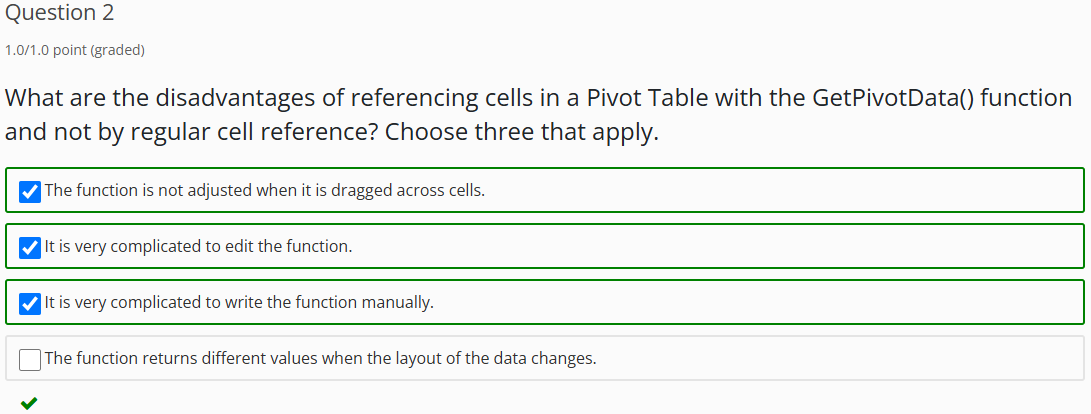 Question 2
1.0/1.0 point (graded)
What are the disadvantages of referencing cells in a Pivot Table with the GetPivotData() function
and not by regular cell reference? Choose three that apply.
The function is not adjusted when it is dragged across cells.
It is very complicated to edit the function.
It is very complicated to write the function manually.
The function returns different values when the layout of the data changes.